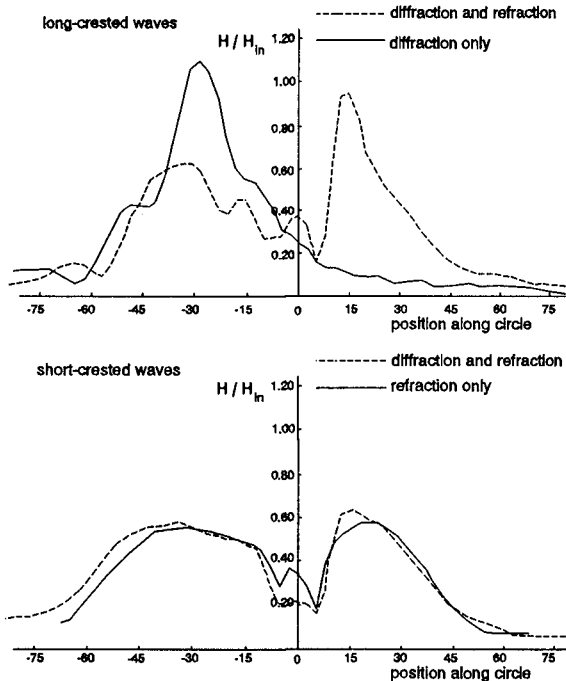 long-crested waves
H / H_in
diffraction and refraction
diffraction only
1.20
1.00
0.80
0.60
0.40
0.20
-75 -60 -45 -30 -15 0 15 30 45 60 75
position along circle
short-crested waves
H / H_in
diffraction and refraction
refraction only
1.20
1.00
0.80
0.60
0.40
0.20
-75 -60 -45 -30 -15 0 15 30 45 60 75
position along circle